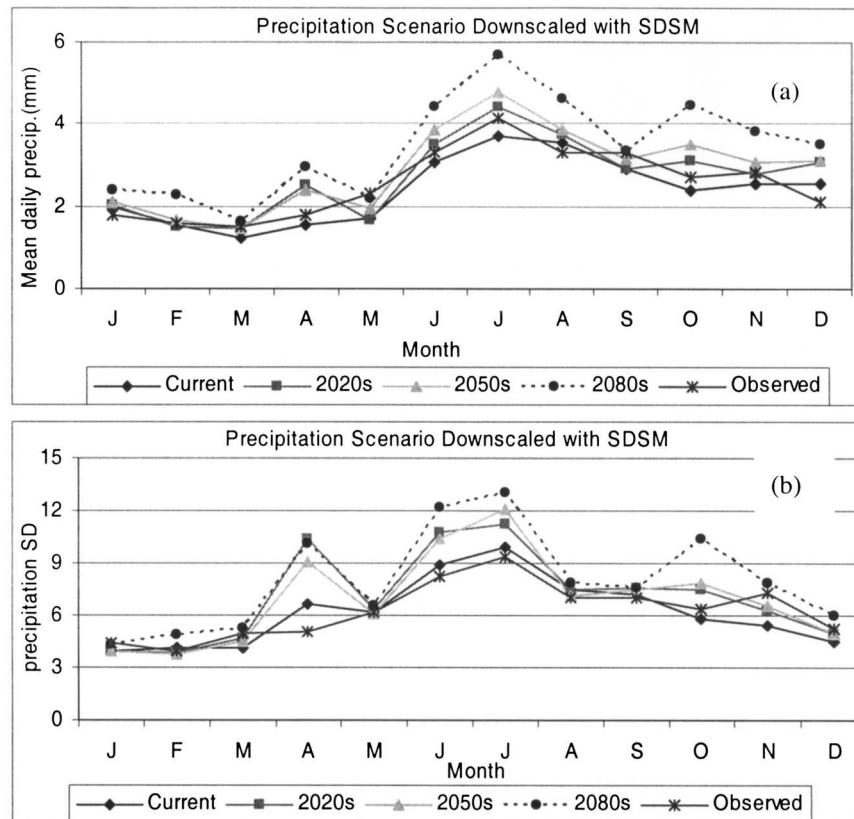 Precipitation Scenario Downscaled with SDSM
(a)
Mean daily precip.(mm)
6
4
2
0
J F M A M J J A S O N D
Month
Current 2020s 2050s 2080s Observed
Precipitation Scenario Downscaled with SDSM
(b)
precipitation SD
15
12
9
6
3
0
J F M A M J J A S O N D
Month
Current 2020s 2050s 2080s Observed